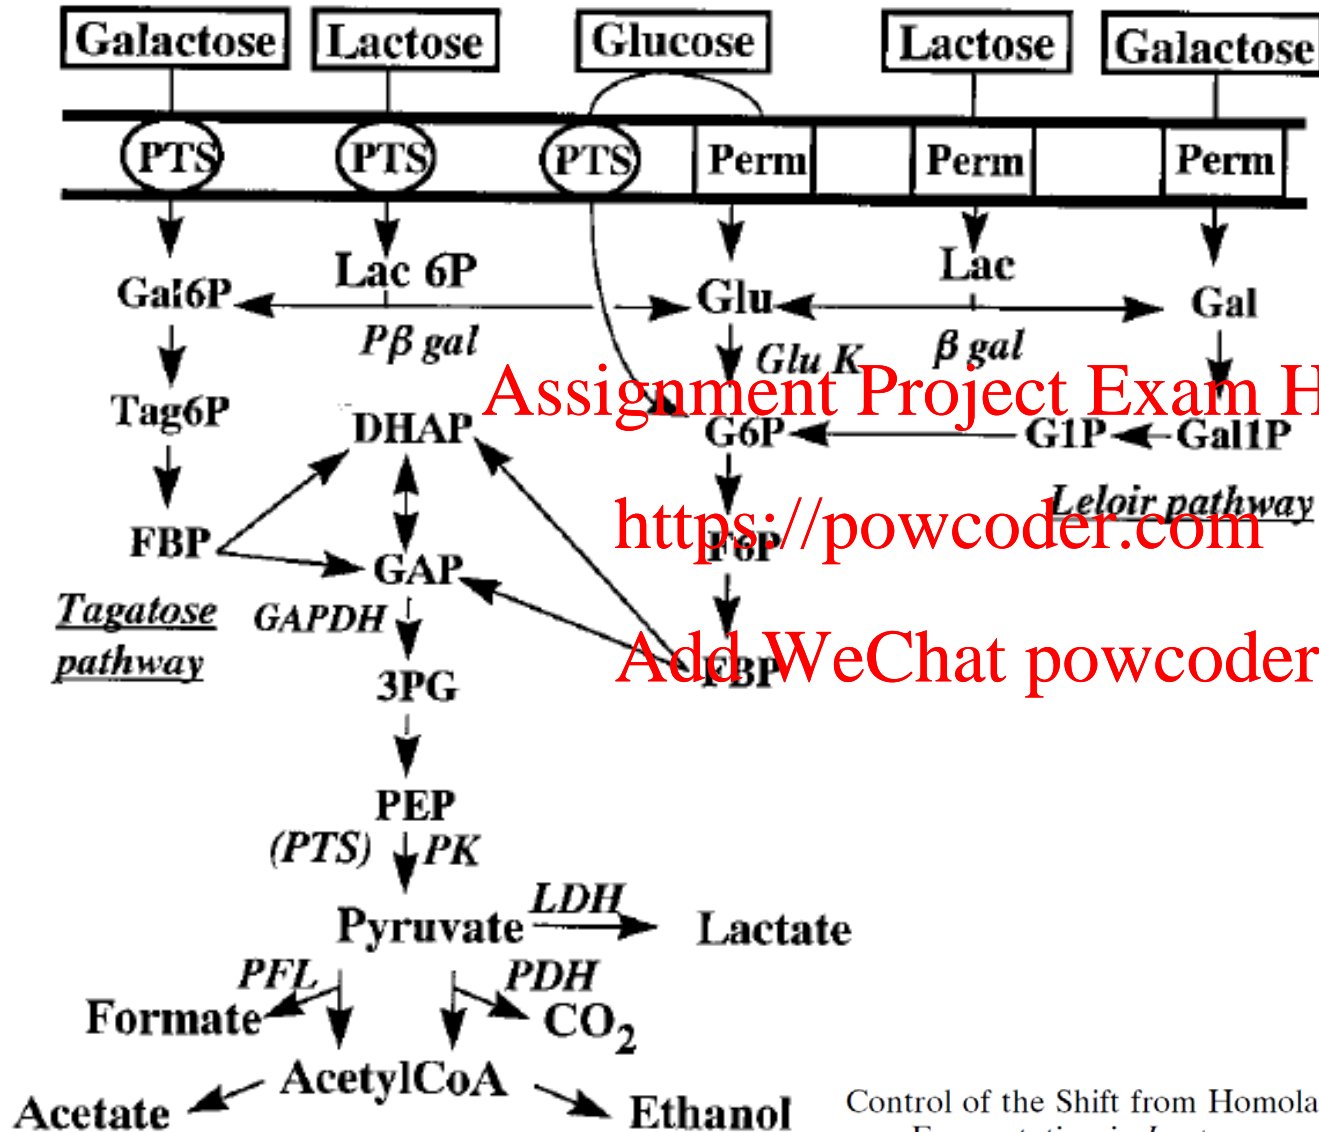 Galactose Lactose Glucose Lactose Galactose
PTS PTS PTS Perm Perm Perm
Gal6P Lac 6P Glu Lac Gal
Pβ gal Glu K β gal
Assignment Project Exam H
Tag6P DHAP G6P G1P Gal1P
Leloir pathway
https://powcoder.com
FBP GAP F6P
Tagatose GAPDH
pathway
Add WeChat powcoder
3PG FBP
PEP
(PTS) PK
Pyruvate LDH Lactate
PFL PDH
Formate CO2
AcetylCoA
Acetate Ethanol
Control of the Shift from Homola